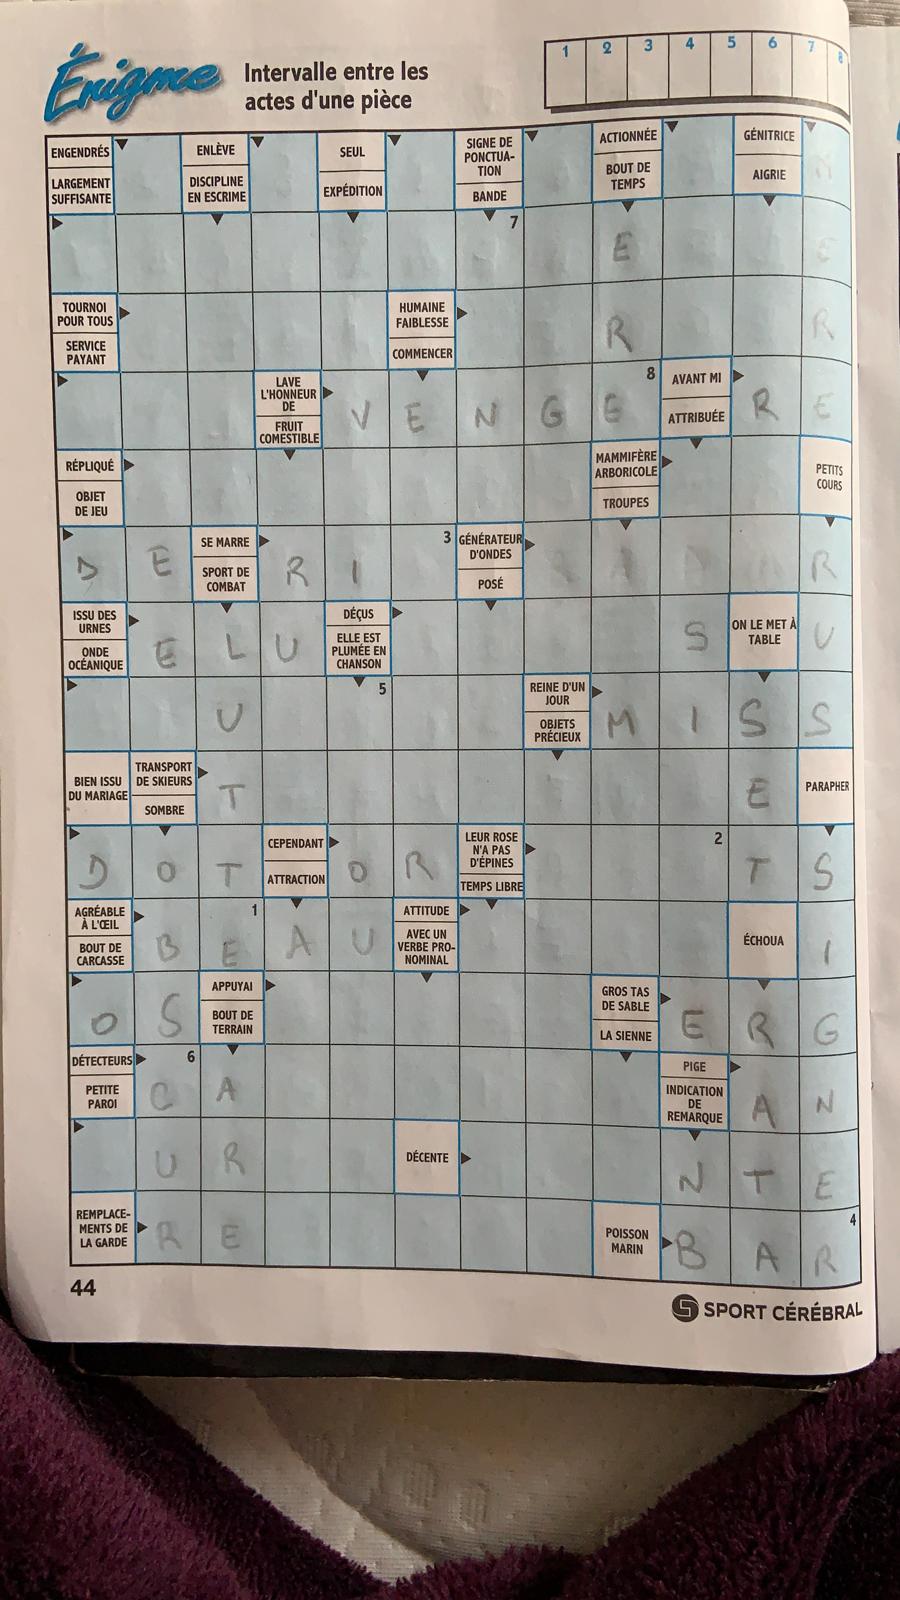 Énigme
Intervalle entre les
actes d'une pièce
1 2 3 4 5 6 7 8
ENGENDRÉS
LARGEMENT
SUFFISANTE
ENLÈVE
DISCIPLINE
EN ESCRIME
SEUL
EXPÉDITION
SIGNE DE
PONCTUA-
TION
BANDE
ACTIONNÉE
BOUT DE
TEMPS
GÉNITRICE
AIGRIE
M
7
E E
TOURNOI
POUR TOUS
SERVICE
PAYANT
HUMAINE
FAIBLESSE
COMMENCER
R R
LAVE
L'HONNEUR
DE
FRUIT
COMESTIBLE
V E N G E
8
AVANT MI
ATTRIBUÉE
R E
RÉPLIQUÉ
OBJET
DE JEU
MAMMIFÈRE
ARBORICOLE
TROUPES
PETITS
COURS
D E
SE MARRE
SPORT DE
COMBAT
R I
3
GÉNÉRATEUR
D'ONDES
POSÉ
R
ISSU DES
URNES
ONDE
OCÉANIQUE
E L U
DÉÇUS
ELLE EST
PLUMÉE EN
CHANSON
S
ON LE MET À
TABLE
U
U
5
REINE D'UN
JOUR
OBJETS
PRÉCIEUX
M I S S
BIEN ISSU
DU MARIAGE
TRANSPORT
DE SKIEURS
SOMBRE
T
E
PARAPHER
D O T
CEPENDANT
ATTRACTION
O R
LEUR ROSE
N'A PAS
D'ÉPINES
TEMPS LIBRE
2
T S
AGRÉABLE
À L'ŒIL
BOUT DE
CARCASSE
B E A U
1
ATTITUDE
AVEC UN
VERBE PRO-
NOMINAL
ÉCHOUA
I
O S
APPUYAI
BOUT DE
TERRAIN
GROS TAS
DE SABLE
LA SIENNE
E R G
DÉTECTEURS
PETITE
PAROI
6
C A
PIGE
INDICATION
DE
REMARQUE
A N
U R
DÉCENTE
N T E
REMPLACE-
MENTS DE
LA GARDE
R E
POISSON
MARIN
B A R
4
44
SPORT CÉRÉBRAL